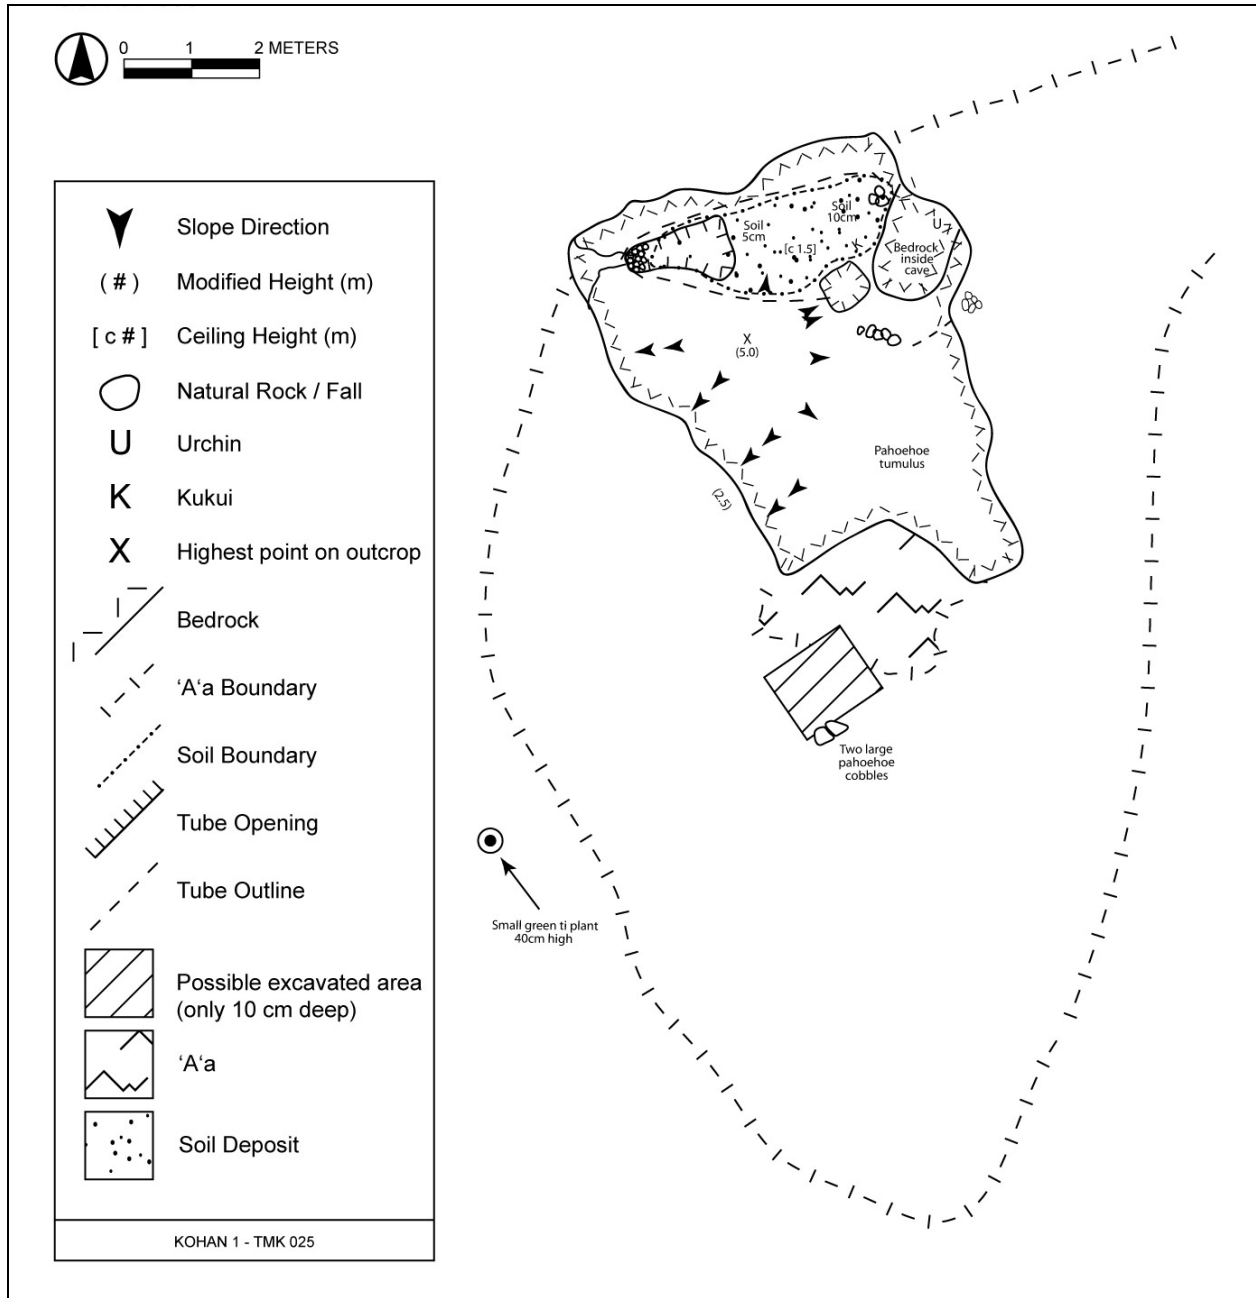 0 1 2 METERS
Slope Direction
( # ) Modified Height (m)
[ c # ] Ceiling Height (m)
Natural Rock / Fall
U Urchin
K Kukui
X Highest point on outcrop
Bedrock
ʻAʻa Boundary
Soil Boundary
Tube Opening
Tube Outline
Possible excavated area
(only 10 cm deep)
ʻAʻa
Soil Deposit
KOHAN 1 - TMK 025
Soil
10cm
Soil
5cm
U
K
[c 1.5]
Bedrock
inside
cave
X
(5.0)
Pahoehoe
tumulus
(2.5)
Two large
pahoehoe
cobbles
Small green ti plant
40cm high